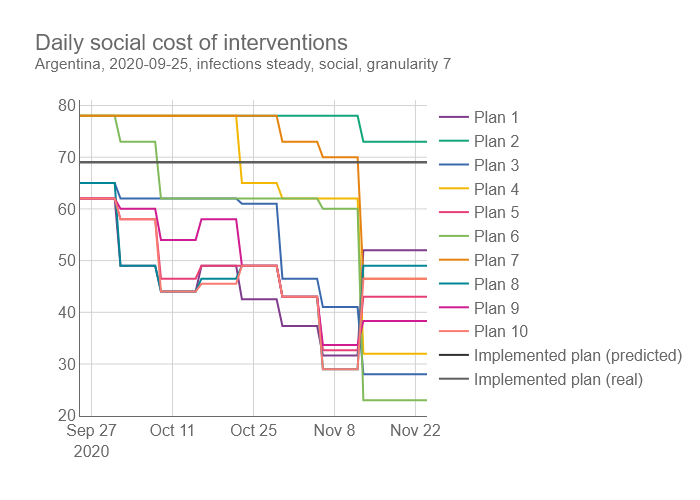 Daily social cost of interventions
Argentina, 2020-09-25, infections steady, social, granularity 7
80
70
60
50
40
30
20
Sep 27
2020
Oct 11
Oct 25
Nov 8
Nov 22
Plan 1
Plan 2
Plan 3
Plan 4
Plan 5
Plan 6
Plan 7
Plan 8
Plan 9
Plan 10
Implemented plan (predicted)
Implemented plan (real)